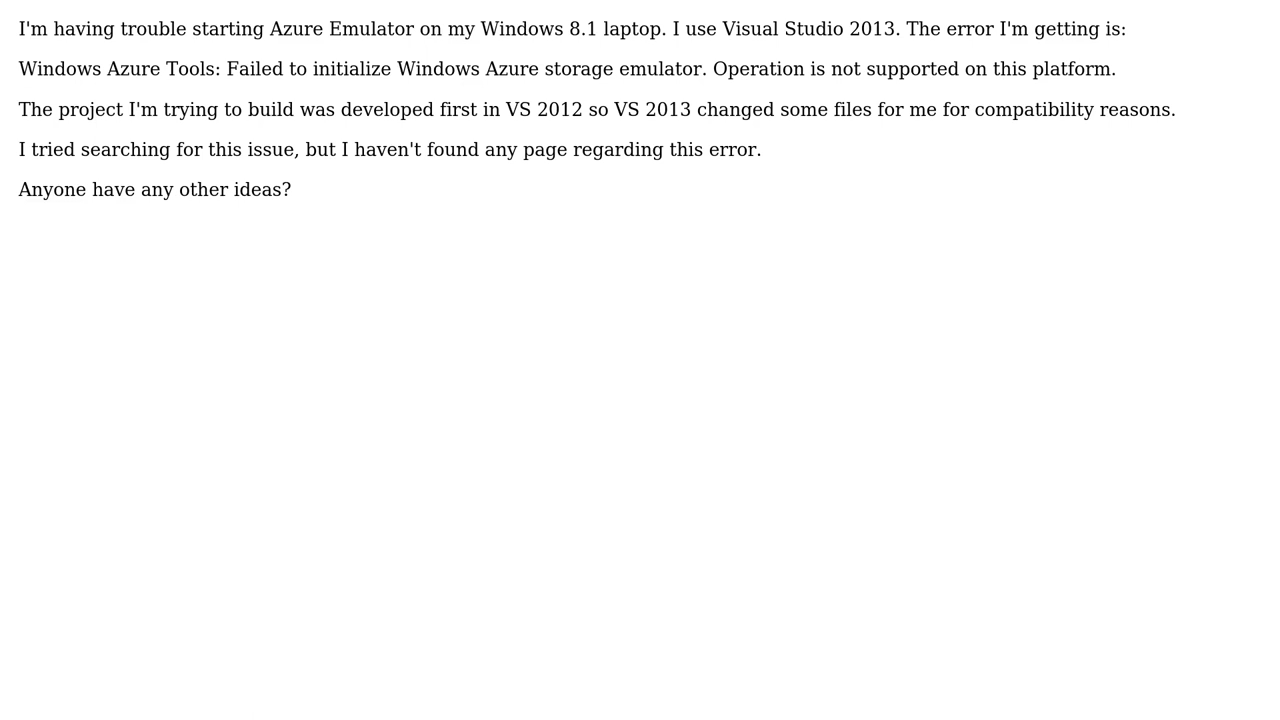 I'm having trouble starting Azure Emulator on my Windows 8.1 laptop. I use Visual Studio 2013. The error I'm getting is:
Windows Azure Tools: Failed to initialize Windows Azure storage emulator. Operation is not supported on this platform.
The project I'm trying to build was developed first in VS 2012 so VS 2013 changed some files for me for compatibility reasons.
I tried searching for this issue, but I haven't found any page regarding this error.
Anyone have any other ideas?